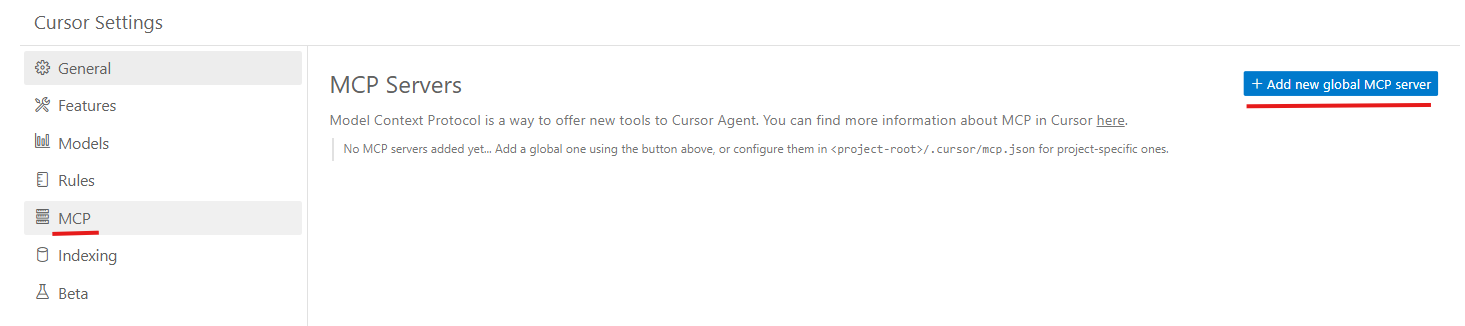 Cursor Settings
General
Features
Models
Rules
MCP
Indexing
Beta
MCP Servers
+ Add new global MCP server
Model Context Protocol is a way to offer new tools to Cursor Agent. You can find more information about MCP in Cursor here.
No MCP servers added yet... Add a global one using the button above, or configure them in <project-root>/.cursor/mcp.json for project-specific ones.